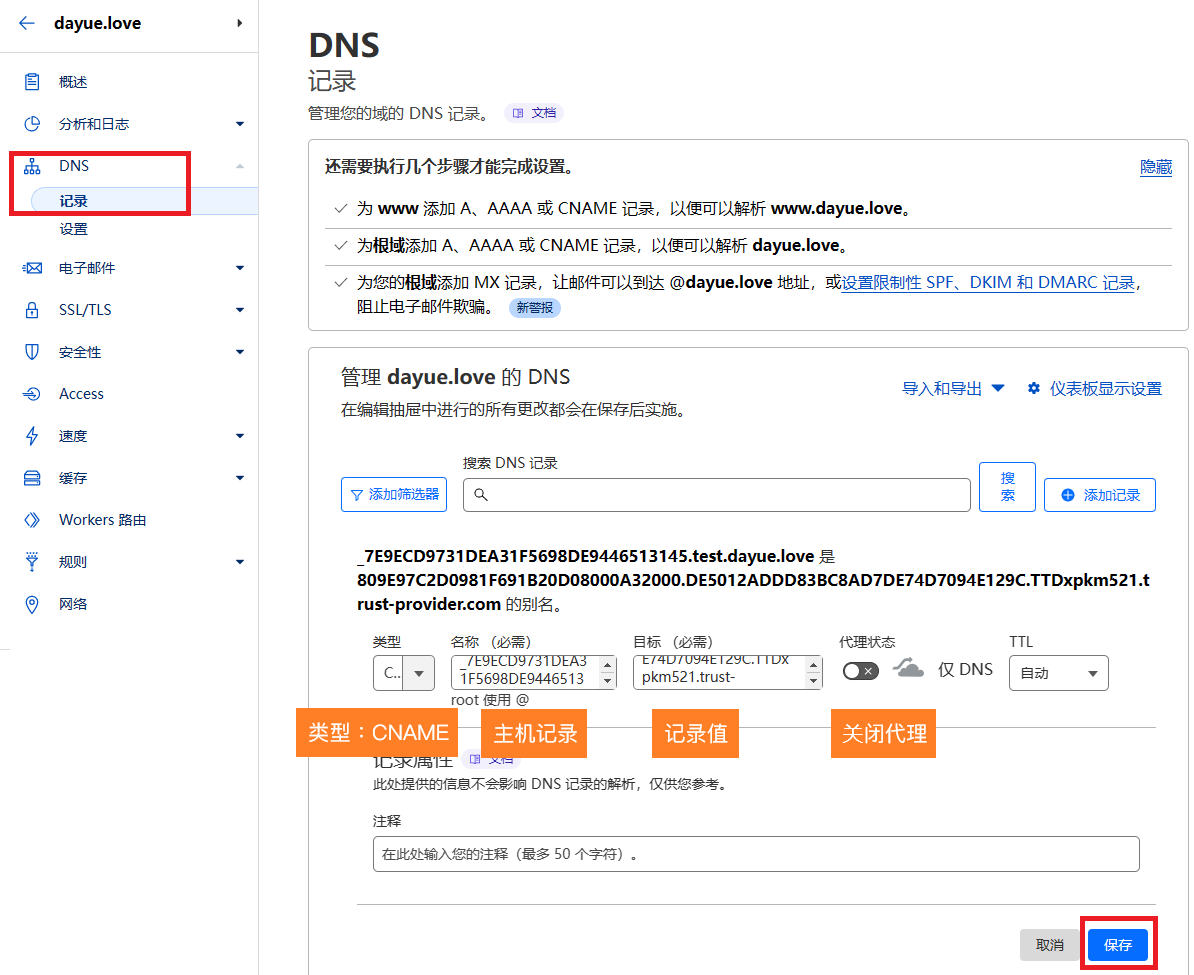 dayue.love
概述
分析和日志
DNS
记录
设置
电子邮件
SSL/TLS
安全性
Access
速度
缓存
Workers 路由
规则
网络
DNS
记录
管理您的域的 DNS 记录。 文档
还需要执行几个步骤才能完成设置。 隐藏
为 www 添加 A、AAAA 或 CNAME 记录，以便可以解析 www.dayue.love。
为根域添加 A、AAAA 或 CNAME 记录，以便可以解析 dayue.love。
为您的根域添加 MX 记录，让邮件可以到达 @dayue.love 地址，或设置限制性 SPF、DKIM 和 DMARC 记录，
阻止电子邮件欺骗。 新警报
管理 dayue.love 的 DNS
导入和导出 仪表板显示设置
在编辑抽屉中进行的所有更改都会在保存后实施。
搜索 DNS 记录
添加筛选器
搜
索
添加记录
_7E9ECD9731DEA31F5698DE9446513145.test.dayue.love 是
809E97C2D0981F691B20D08000A32000.DE5012ADDD83BC8AD7DE74D7094E129C.TTDxpkm521.t
rust-provider.com 的别名。
类型 名称 （必需） 目标 （必需） 代理状态 TTL
C...
_7E9ECD9731DEA3
1F5698DE9446513
E74D7094E129C.TTDx
pkm521.trust-
仅 DNS
自动
root 使用 @
类型：CNAME 主机记录 记录值 关闭代理
记录属性 文档
此处提供的信息不会影响 DNS 记录的解析，仅供您参考。
注释
在此处输入您的注释（最多 50 个字符）。
取消 保存